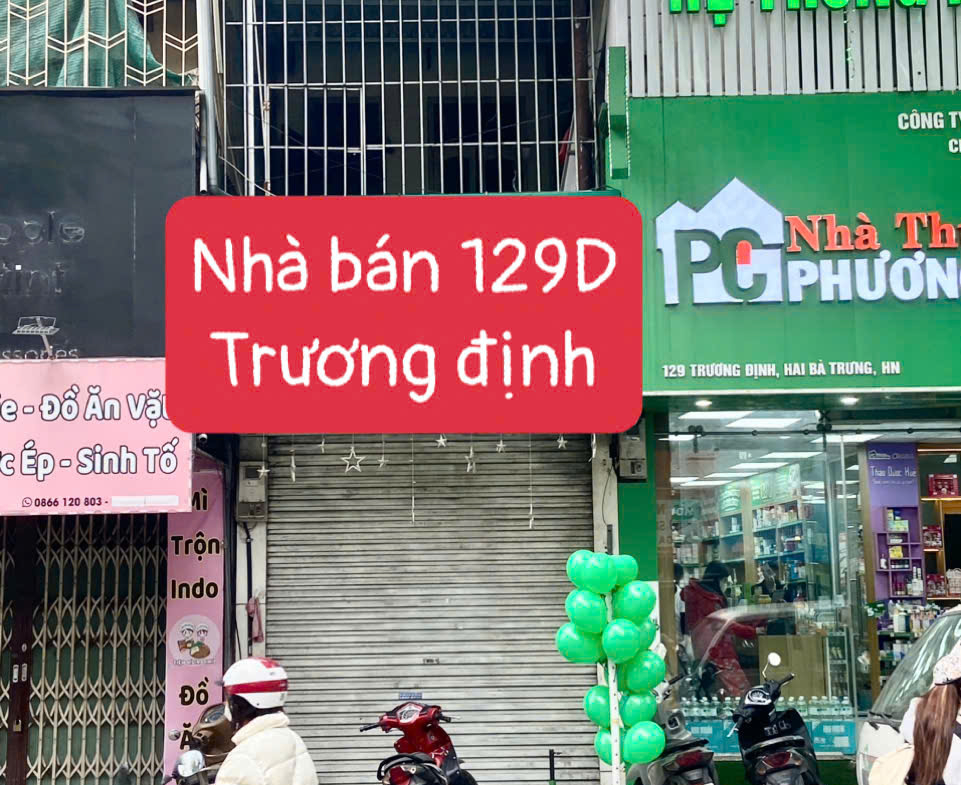 CÔNG TY
PC
Nhà
PHƯƠNG
129 TRƯƠNG ĐỊNH, HAI BÀ TRƯNG, HN
Nhà bán 129D
Trương định
- Đồ Ăn Vặt
Ép - Sinh Tố
0866 120 803 -
Mì
Trộn
Indo
Đồ